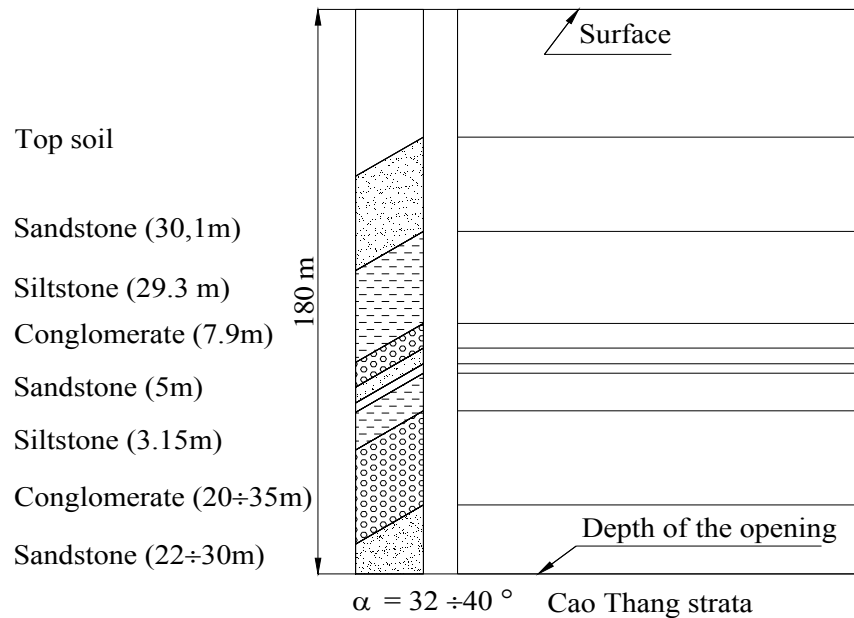 Surface
Top soil
Sandstone (30,1m)
Siltstone (29.3 m)
Conglomerate (7.9m)
Sandstone (5m)
Siltstone (3.15m)
Conglomerate (20÷35m)
Sandstone (22÷30m)
180 m
Depth of the opening
α = 32 ÷40 °
Cao Thang strata